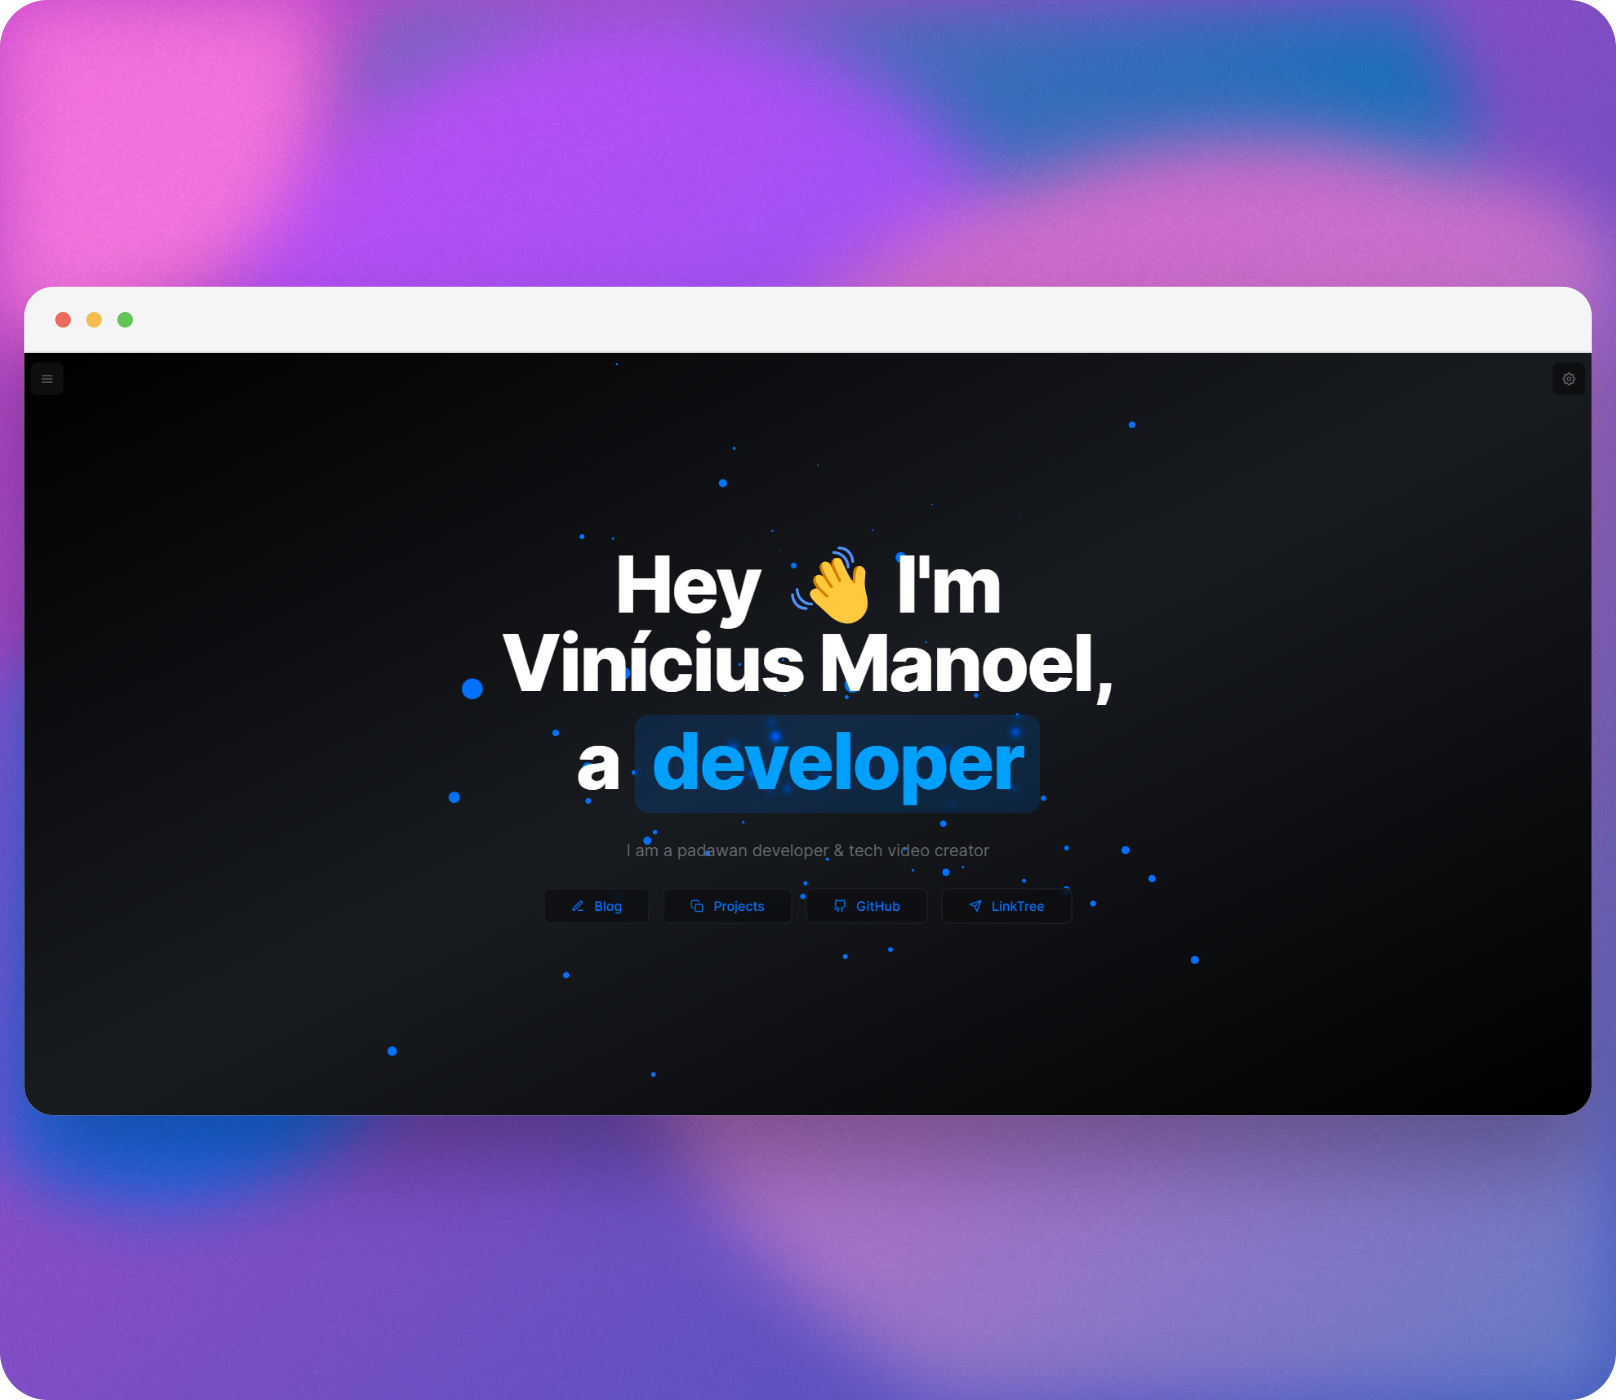 Hey 👋 I'm
Vinícius Manoel,
a developer
I am a padawan developer & tech video creator
Blog Projects GitHub LinkTree